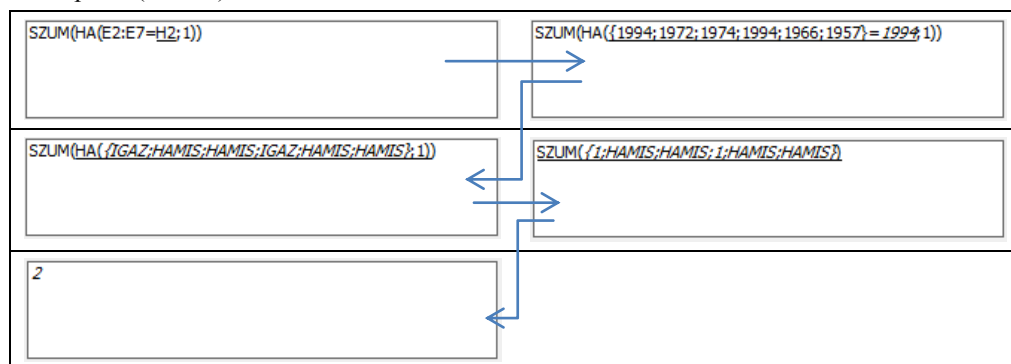 SZUM(HA(E2:E7=H2;1))
SZUM(HA({1994;1972;1974;1994;1966;1957}=1994;1))
SZUM(HA({IGAZ;HAMIS;HAMIS;IGAZ;HAMIS;HAMIS};1))
SZUM({1;HAMIS;HAMIS;1;HAMIS;HAMIS})
2